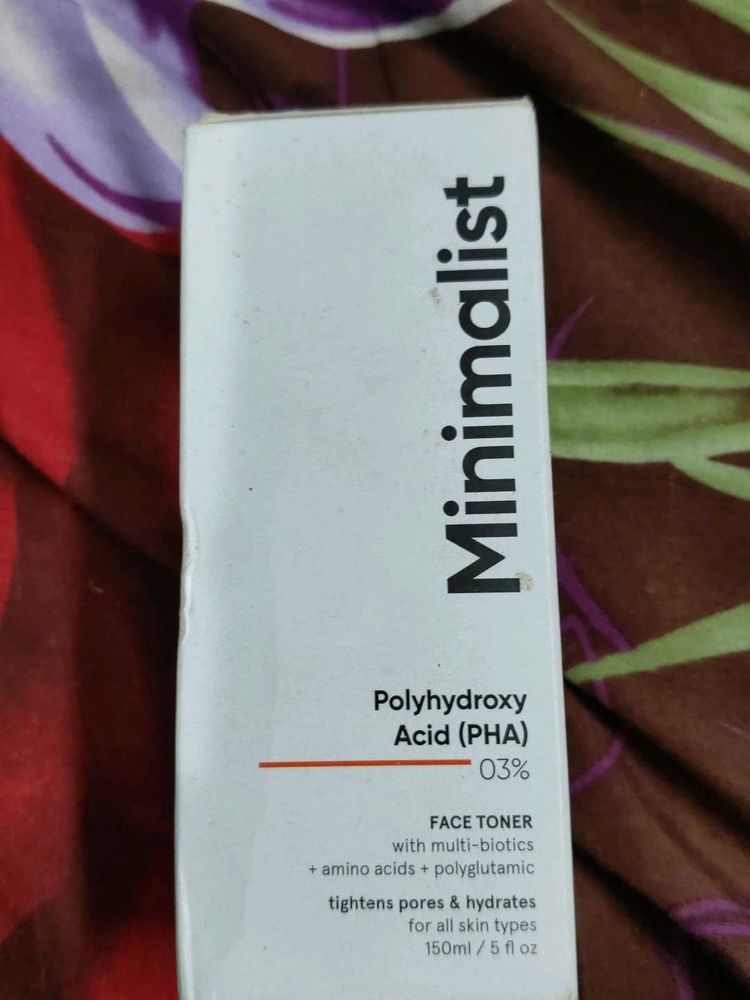 Minimalist
Polyhydroxy
Acid (PHA)
03%
FACE TONER
with multi-biotics
+ amino acids + polyglutamic
tightens pores & hydrates
for all skin types
150ml / 5 fl oz